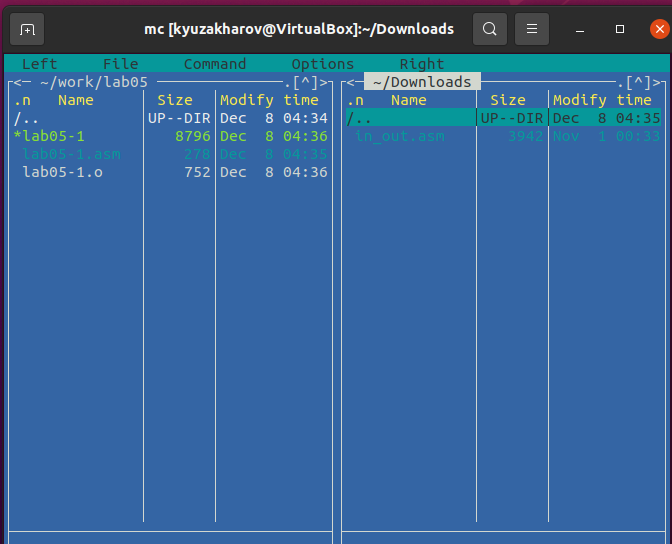 mc [kyuzakharov@VirtualBox]:~/Downloads
Left File Command Options Right
<─ ~/work/lab05 ─.[^]> <─ ~/Downloads ─.[^]>
.n Name Size Modify time .n Name Size Modify time
/.. UP--DIR Dec 8 04:34 /.. UP--DIR Dec 8 04:35
*lab05-1 8796 Dec 8 04:36 in_out.asm 3942 Nov 1 00:33
lab05-1.asm 278 Dec 8 04:35
lab05-1.o 752 Dec 8 04:36